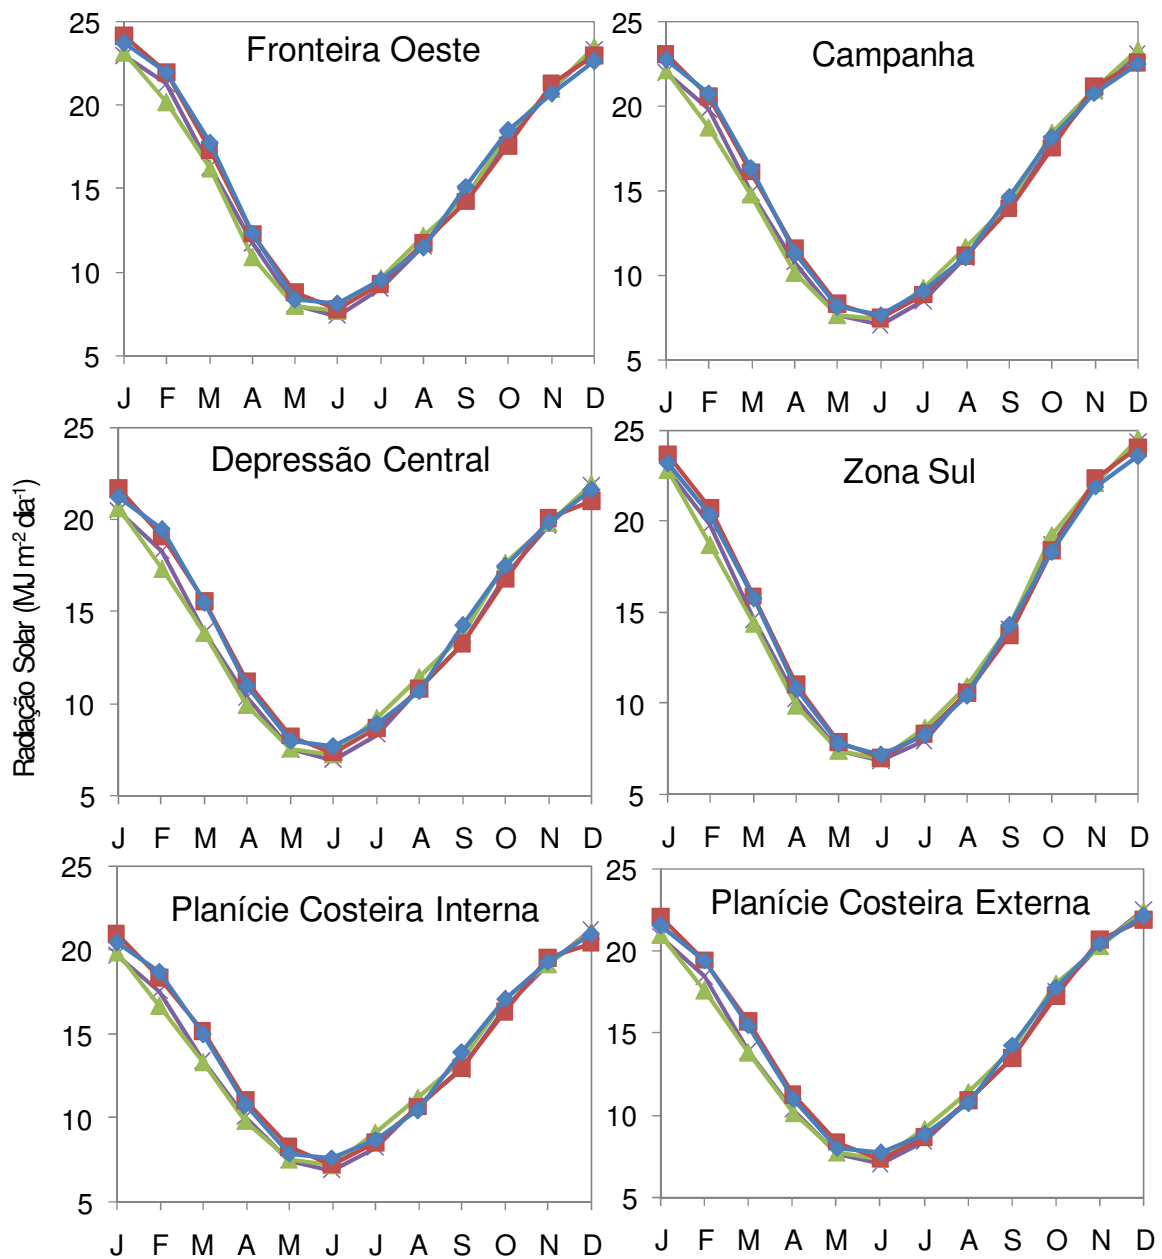 Fronteira Oeste
25
20
15
10
5
J F M A M J J A S O N D
Campanha
25
20
15
10
5
J F M A M J J A S O N D
Radiação Solar (MJ m-2 dia-1)
Depressão Central
25
20
15
10
5
J F M A M J J A S O N D
Zona Sul
25
20
15
10
5
J F M A M J J A S O N D
Planície Costeira Interna
25
20
15
10
5
J F M A M J J A S O N D
Planície Costeira Externa
25
20
15
10
5
J F M A M J J A S O N D